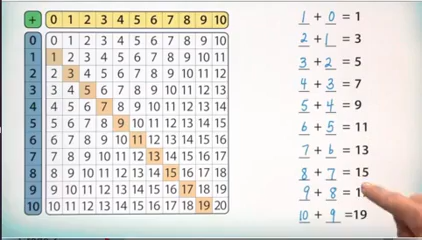 + 0 1 2 3 4 5 6 7 8 9 10
0 0 1 2 3 4 5 6 7 8 9 10
1 1 2 3 4 5 6 7 8 9 10 11
2 2 3 4 5 6 7 8 9 10 11 12
3 3 4 5 6 7 8 9 10 11 12 13
4 4 5 6 7 8 9 10 11 12 13 14
5 5 6 7 8 9 10 11 12 13 14 15
6 6 7 8 9 10 11 12 13 14 15 16
7 7 8 9 10 11 12 13 14 15 16 17
8 8 9 10 11 12 13 14 15 16 17 18
9 9 10 11 12 13 14 15 16 17 18 19
10 10 11 12 13 14 15 16 17 18 19 20
1 + 0 = 1
2 + 1 = 3
3 + 2 = 5
4 + 3 = 7
5 + 4 = 9
6 + 5 = 11
7 + 6 = 13
8 + 7 = 15
9 + 8 =
10 + 9 =19